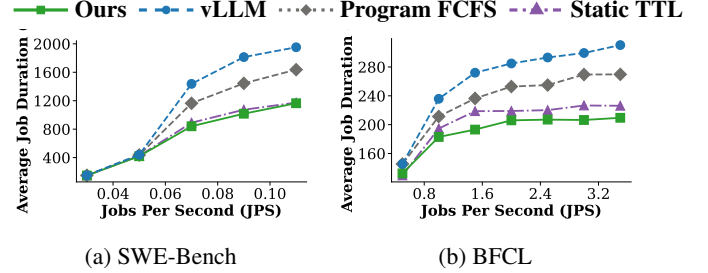 Ours vLLM Program FCFS Static TTL
Average Job Duration (
2000
1600
1200
800
400
0.04 0.06 0.08 0.10
Jobs Per Second (JPS)
(a) SWE-Bench
Average Job Duration
280
240
200
160
0.8 1.6 2.4 3.2
Jobs Per Second (JPS)
(b) BFCL